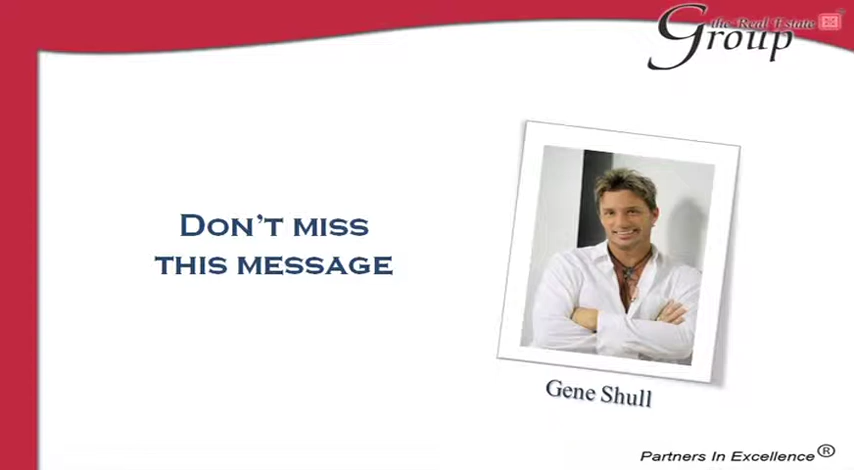 the Real Estate
Group
Don't miss
this message
Gene Shull
Partners In Excellence®